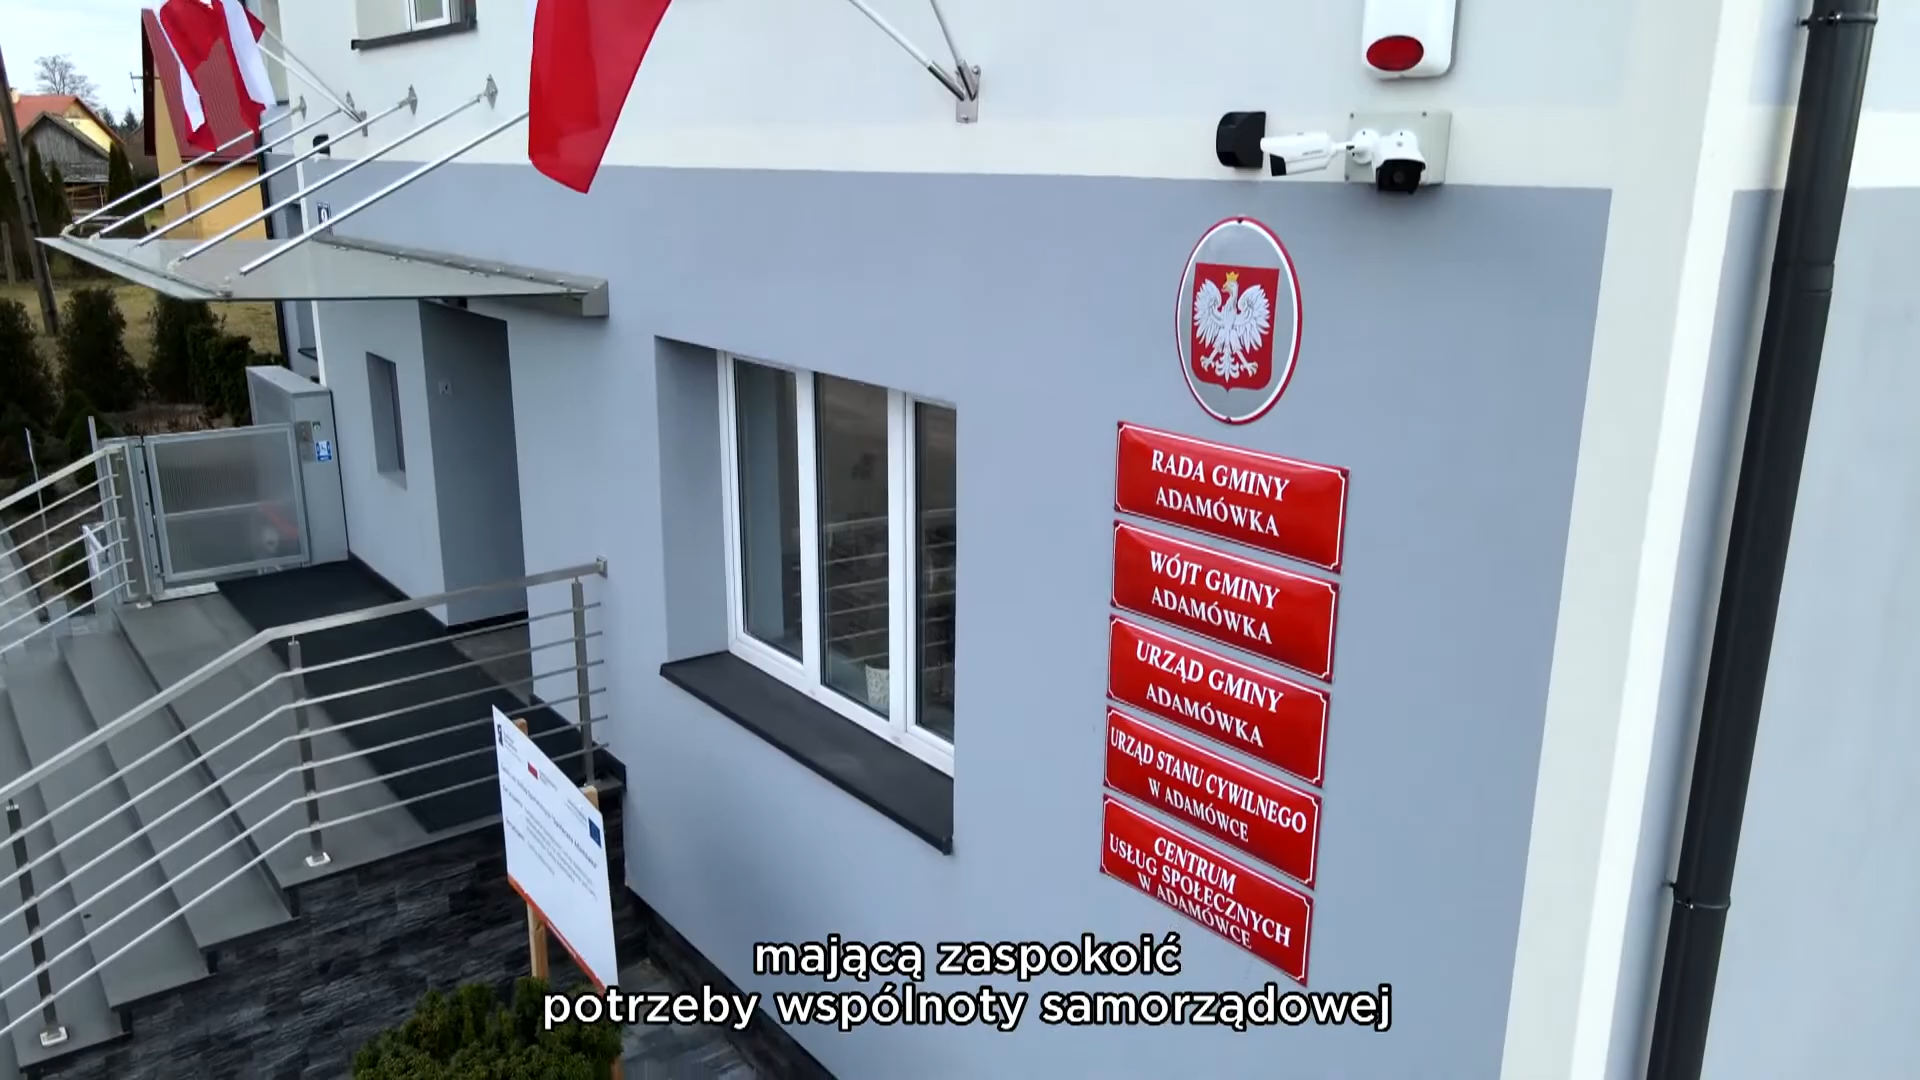 RADA GMINY
ADAMÓWKA
WÓJT GMINY
ADAMÓWKA
URZĄD GMINY
ADAMÓWKA
URZĄD STANU CYWILNEGO
W ADAMÓWCE
CENTRUM
USŁUG SPOŁECZNYCH
W ADAMÓWCE
mającą zaspokoić
potrzeby wspólnoty samorządowej